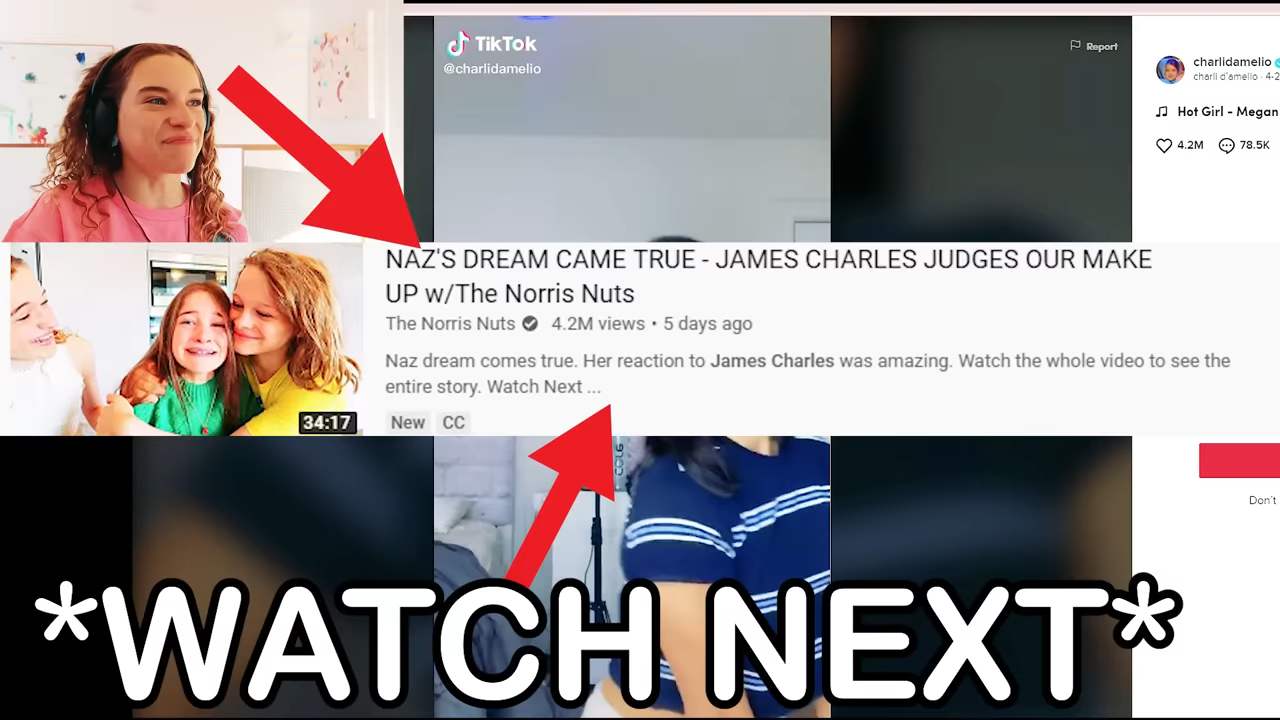 TikTok
@charlidamelio
Report
charlidamelio
charli d'amelio · 4-2
Hot Girl - Megan
4.2M 78.5K
NAZ'S DREAM CAME TRUE - JAMES CHARLES JUDGES OUR MAKE
UP w/The Norris Nuts
The Norris Nuts 4.2M views • 5 days ago
Naz dream comes true. Her reaction to James Charles was amazing. Watch the whole video to see the
entire story. Watch Next ...
34:17
New CC
Don't
*WATCH NEXT*